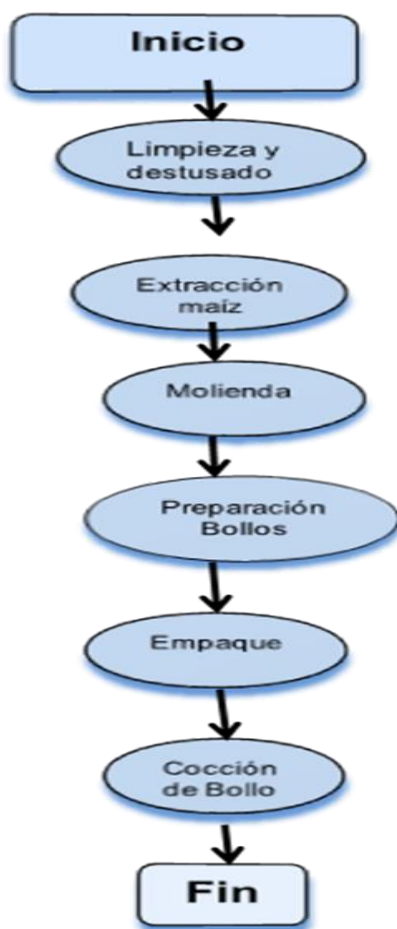 Inicio
Limpieza y
destusado
Extracción
maíz
Molienda
Preparación
Bollos
Empaque
Cocción
de Bollo
Fin